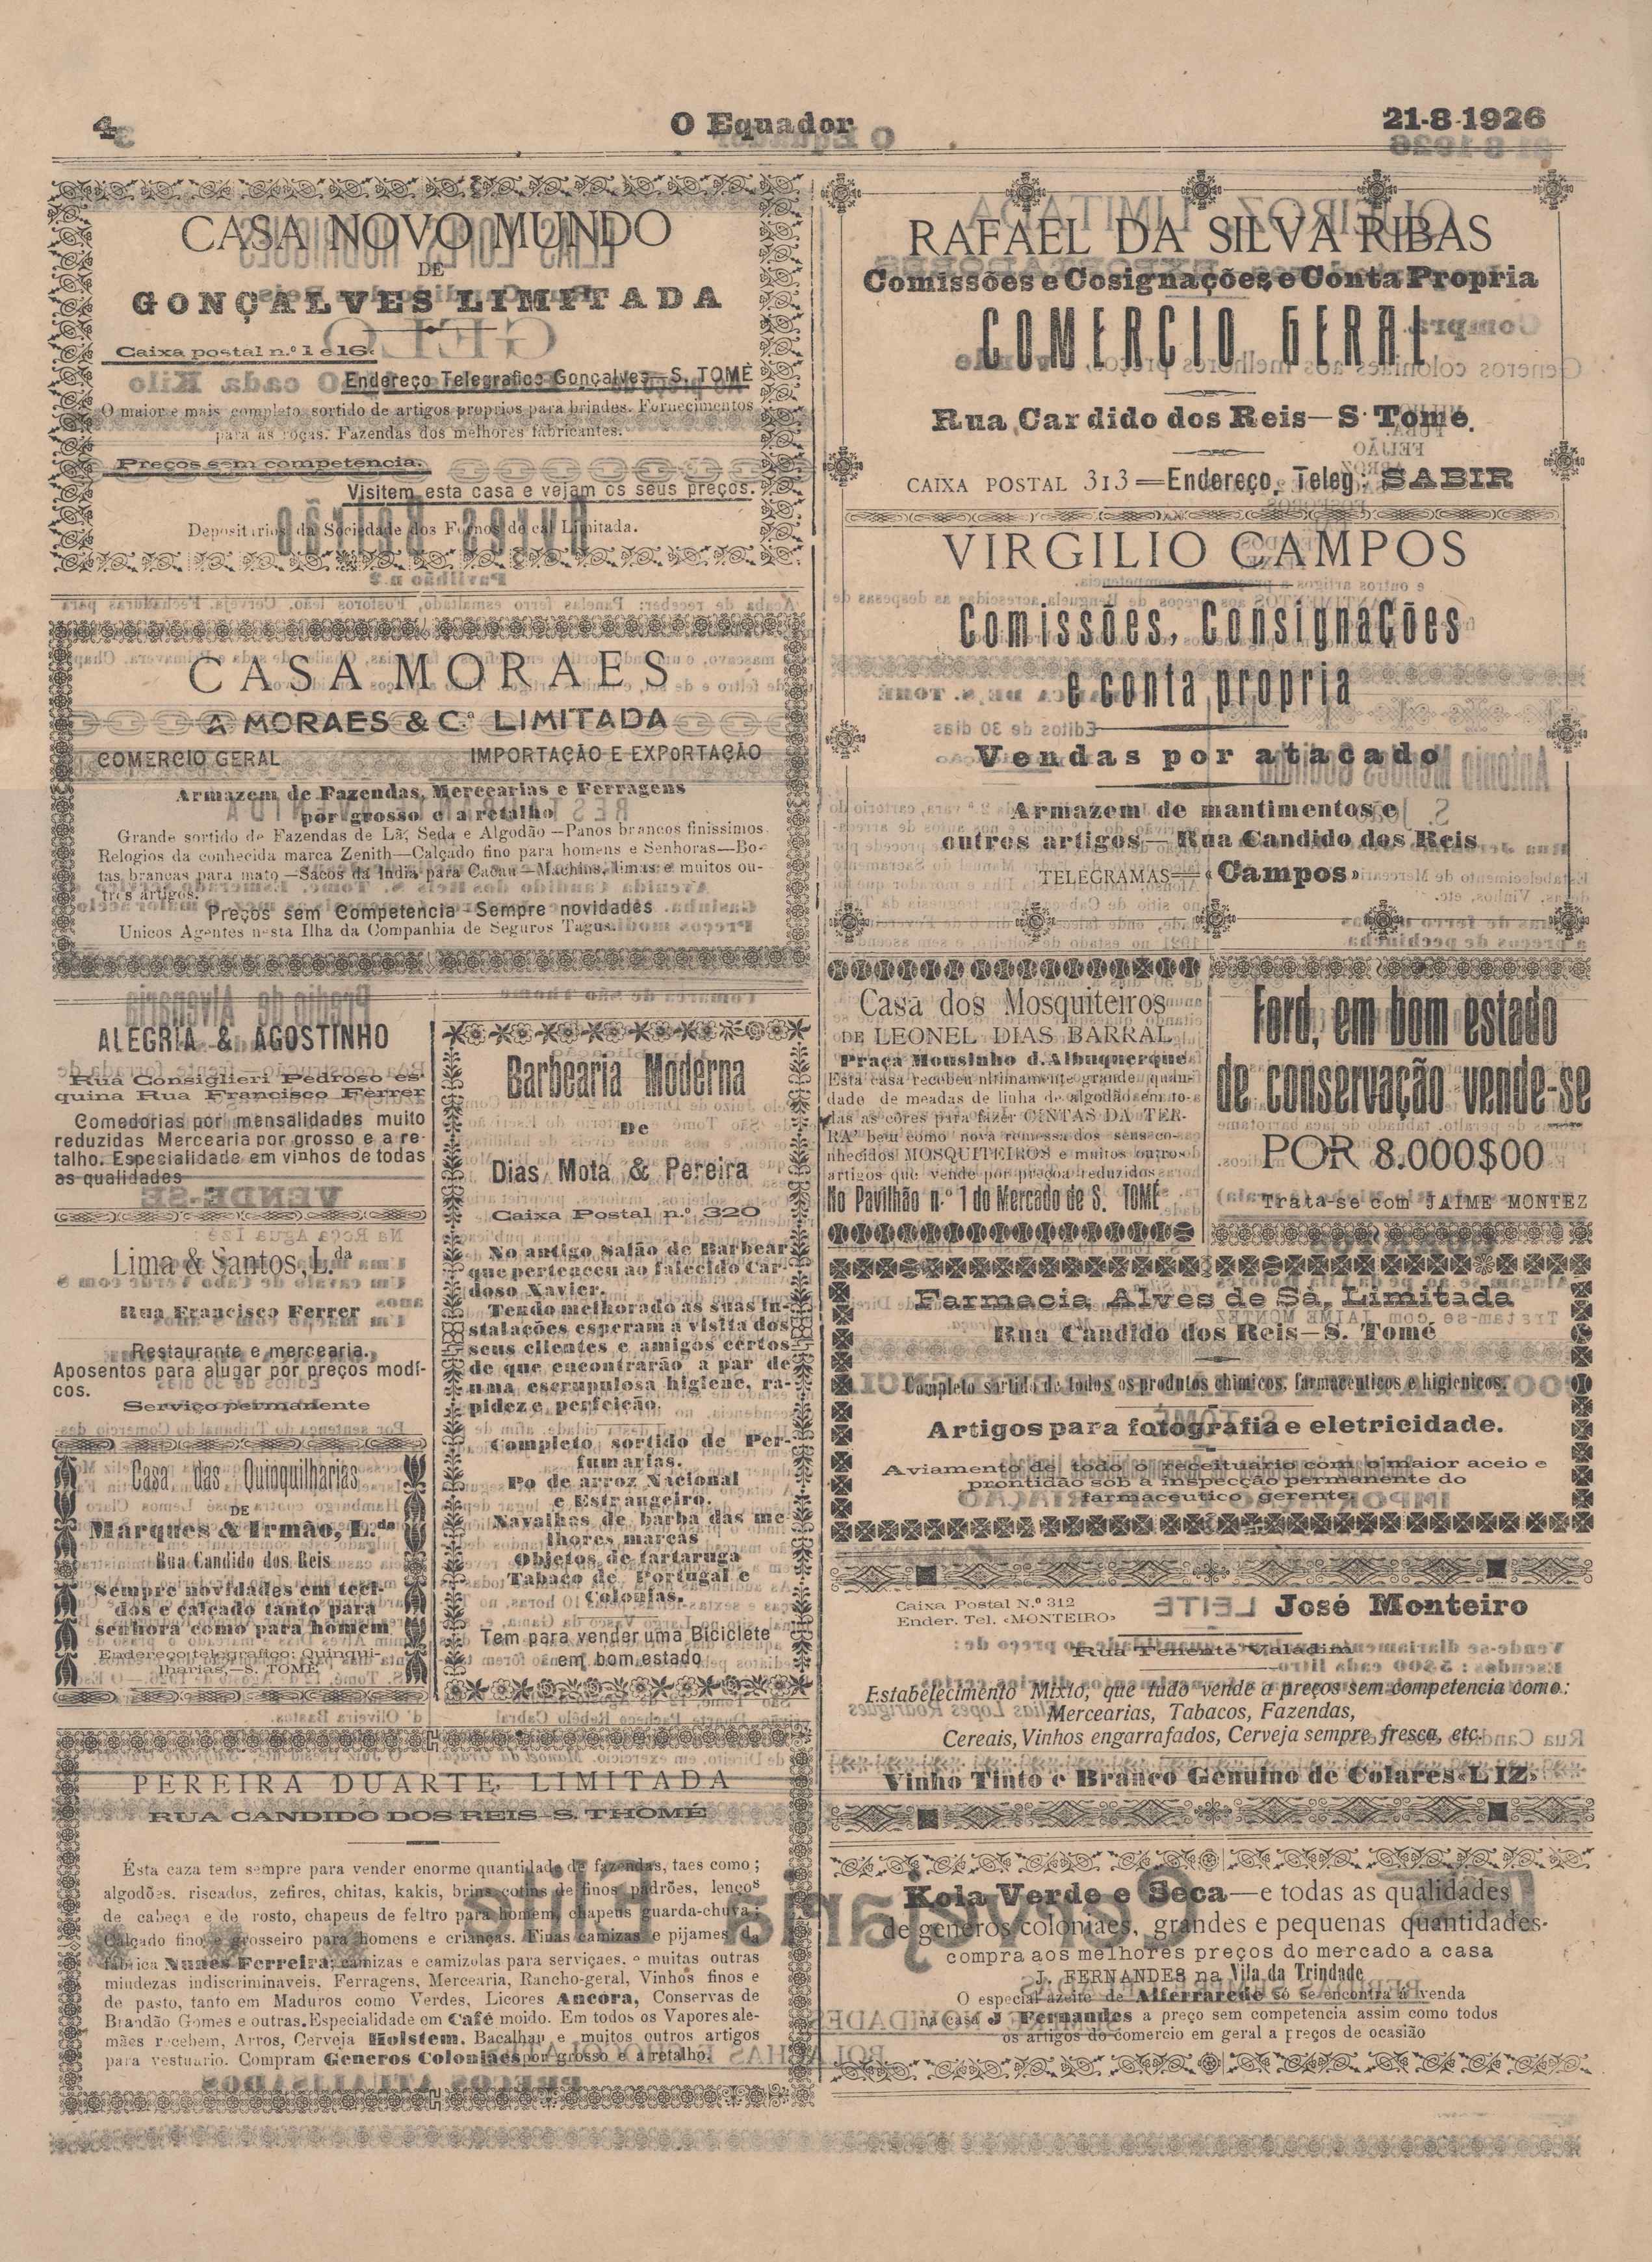 4
O Equador
21-8-1926
CASA NOVO MUNDO
DE
GONÇALVES LIMITADA
Caixa postal n.º 1 e 16.
Endereço Telegrafico Gonçalves—S. TOMÉ
O maior e mais completo sortido de artigos proprios para brindes. Fornecimentos
para as roças. Fazendas dos melhores fabricantes.
Preços sem competencia.
Visitem esta casa e vejam os seus preços.
Depositarios da Sociedade dos Fornos de cal Limitada.
CASA MORAES
A MORAES & C.ª LIMITADA
COMERCIO GERAL
IMPORTAÇÃO E EXPORTAÇÃO
Armazem de Fazendas, Mercearias e Ferragens
por grosso e a retalho
Grande sortido de Fazendas de Lã, Seda e Algodão—Panos brancos finissimos
Relogios da conhecida marca Zenith—Calçado fino para homens e Senhoras—Bo-
tas brancas para mato—Sacos da India para Cacau—Machins, limas e muitos ou-
tros artigos.
Preços sem Competencia-Sempre novidades
Unicos Agentes nesta Ilha da Companhia de Seguros Tagus.
ALEGRIA & AGOSTINHO
Rua Consiglieri Pedroso es-
quina Rua Francisco Ferrer
Comedorias por mensalidades muito
reduzidas Mercearia por grosso e a re-
talho. Especialidade em vinhos de todas
as qualidades
Lima & Santos, L.da
Rua Francisco Ferrer
Restaurante e mercearia.
Aposentos para alugar por preços modi-
cos.
Serviço permanente
Casa das Quinquilharias
DE
Marques & Irmão, L.da
Rua Candido dos Reis
Sempre novidades em teci-
dos e calçado tanto para
senhora como para homem
Endereço telegrafico: Quinqui-
lharias,—S. TOMÉ
Barbearia Moderna
De
Dias, Mota & Pereira
Caixa Postal n.º 320
No antigo Salão de Barbear
que pertenceu ao falecido Car-
doso Xavier.
Tendo melhorado as suas in-
stalações esperam a visita dos
seus clientes e amigos certos
de que encontrarão a par de
uma escrupulosa higiene, ra-
pidez e perfeição.
Completo sortido de Per-
fumarias.
Po de arroz Nacional
e Estrangeiro.
Navalhas de barba das me
lhores marcas
Objetos de tartaruga
Tabaco de Portugal e
Colonias.
Tem para vender uma Biciclete
em bom estado
PEREIRA DUARTE LIMITADA
RUA CANDIDO DOS REIS-S. THOMÉ
Ésta caza tem sempre para vender enorme quantidade de fazendas, taes como;
algodões, riscados, zefires, chitas, kakis, brins, cotins de finos padrões, lenços
de cabeça e de rosto, chapeus de feltro para homem, chapeus guarda-chuva;
Calçado fino e grosseiro para homens e crianças. Finas camizas e pijames da
fabrica Nunes Ferreira; camizas e camizolas para serviçaes, e muitas outras
miudezas indiscriminaveis, Ferragens, Mercearia, Rancho-geral, Vinhos finos e
de pasto, tanto em Maduros como Verdes, Licores Ancora, Conservas de
Brandão Gomes e outras. Especialidade em Café moido. Em todos os Vapores ale-
mães recebem, Arros, Cerveja Holstem, Bacalhau e muitos outros artigos
para vestuario. Compram Generos Coloniaes por grosso e a retalho.
RAFAEL DA SILVA RIBAS
Comissões e Cosignações e Conta Propria
COMERCIO GERAL
Rua Car dido dos Reis—S. Tomé.
CAIXA POSTAL 313—Endereço, Teleg: SABIR
VIRGILIO CAMPOS
Comissões, Consignações
e conta propria
Vendas por atacado
Armazem de mantimentos e
outros artigos—Rua Candido dos Reis
TELEGRAMAS—«Campos»
Casa dos Mosquiteiros
DE LEONEL DIAS BARRAL
Praça Mousinho d.Albuquerque
Esta casa recebeu ultimamente grande quan-
dade de meadas de linha de algodão em to-
das as côres para fazer CINTAS DA TER-
RA bem como nova remessa dos seus co-
nhecidos MOSQUITEIROS e muitos outros
artigos que vende por preços reduzidos
No Pavilhão n.º 1 do Mercado de S. TOMÉ
Ford, em bom estado
de conservação vende-se
POR 8.000$00
Trata-se com JAIME MONTEZ
Farmacia Alves de Sá, Limitada
Rua Candido dos Reis—S. Tomé
Completo sortido de todos os produtos chimicos, farmaceuticos e higienicos.
Artigos para fotografia e eletricidade.
Aviamento de todo o receituario com o maior aceio e
prontidão sob a inspecção permanente do
farmaceutico gerente.
Caixa Postal N.º 312
Ender. Tel. «MONTEIRO»
José Monteiro
Rua Tenente Valadim
Estabelecimento Mixto, que tudo vende a preços sem competencia como:
Mercearias, Tabacos, Fazendas,
Cereais, Vinhos engarrafados, Cerveja sempre fresca, etc.
Vinho Tinto e Branco Genuino de Colares «LIZ»
Kola Verde e Seca—e todas as qualidades
de generos coloniaes, grandes e pequenas quantidades-
compra aos melhores preços do mercado a casa
J. FERNANDES na Vila da Trindade
O especial azeite de Alferrarede só se encontra á venda
na casa J Fernandes a preço sem competencia assim como todos
os artigos do comercio em geral a preços de ocasião